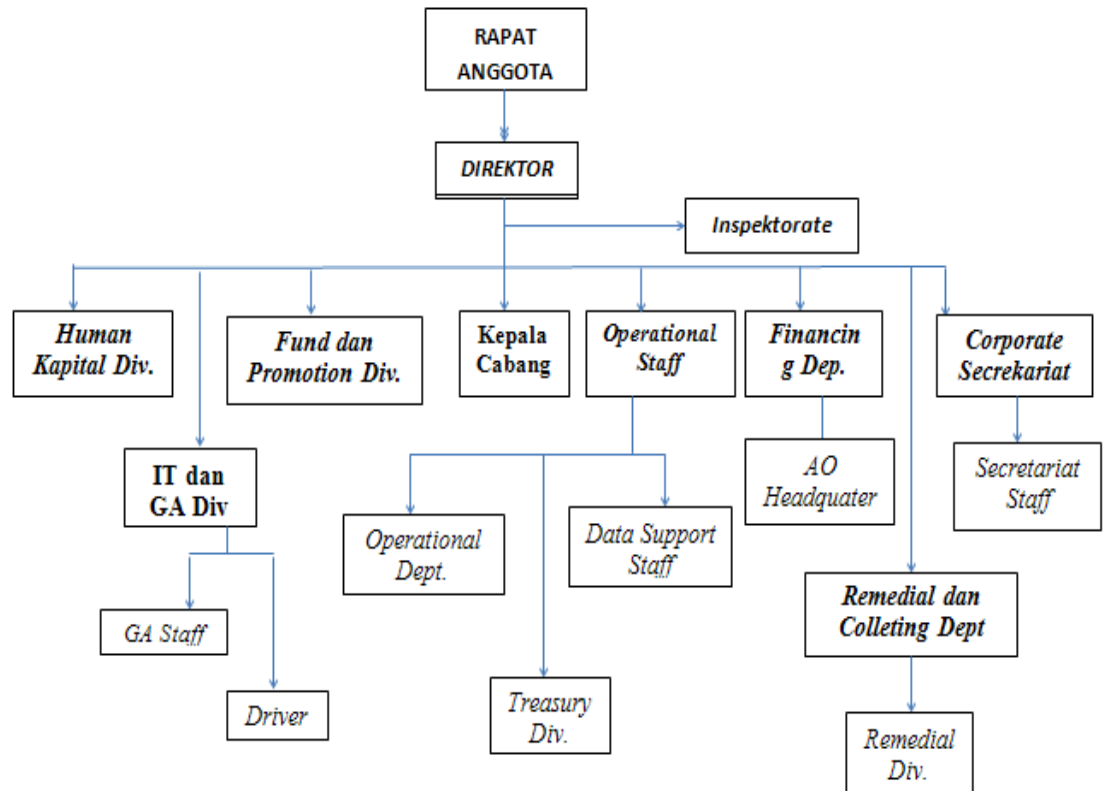 RAPAT
ANGGOTA
DIREKTOR
Inspektorate
Human
Kapital Div.
Fund dan
Promotion Div.
Kepala
Cabang
Operational
Staff
Financin
g Dep.
Corporate
Secrekariat
IT dan
GA Div
Operational
Dept.
Data Support
Staff
AO
Headquater
Secretariat
Staff
GA Staff
Driver
Treasury
Div.
Remedial dan
Colleting Dept
Remedial
Div.